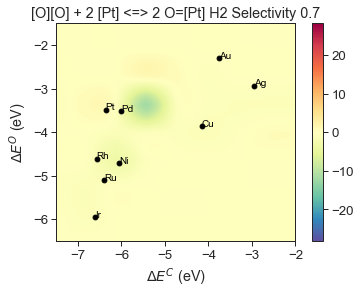 [O][O] + 2 [Pt] <=> 2 O=[Pt] H2 Selectivity 0.7
ΔE^O (eV)
−2
−3
−4
−5
−6
Au
Ag
Pt
Pd
Cu
Rh
Ni
Ru
Ir
−7
−6
−5
−4
−3
−2
ΔE^C (eV)
20
10
0
−10
−20